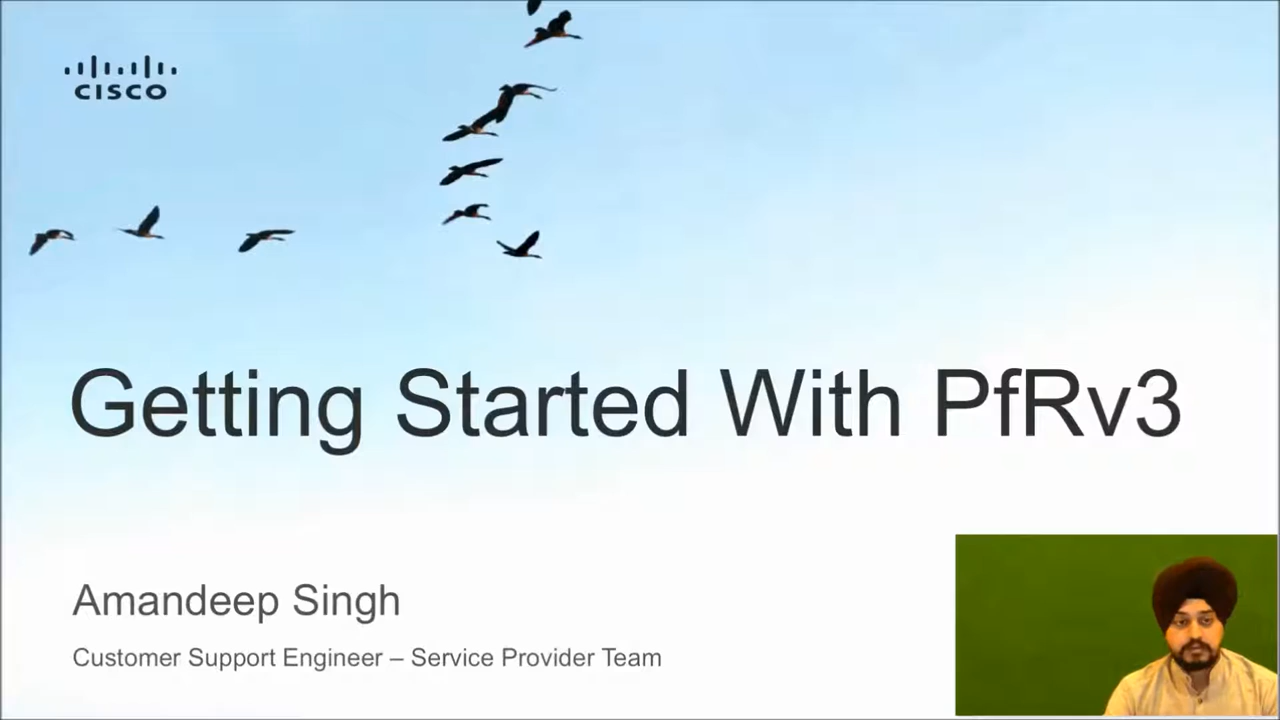 CISCO
Getting Started With PfRv3
Amandeep Singh
Customer Support Engineer – Service Provider Team